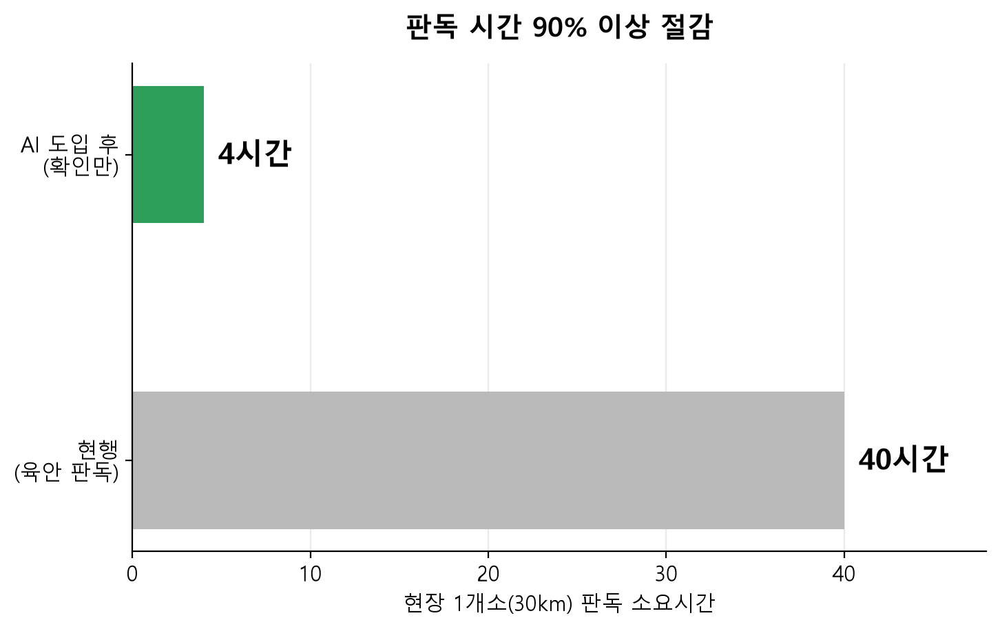 판독 시간 90% 이상 절감
AI 도입 후
(확인만)
4시간
현행
(육안 판독)
40시간
0 10 20 30 40
현장 1개소(30km) 판독 소요시간